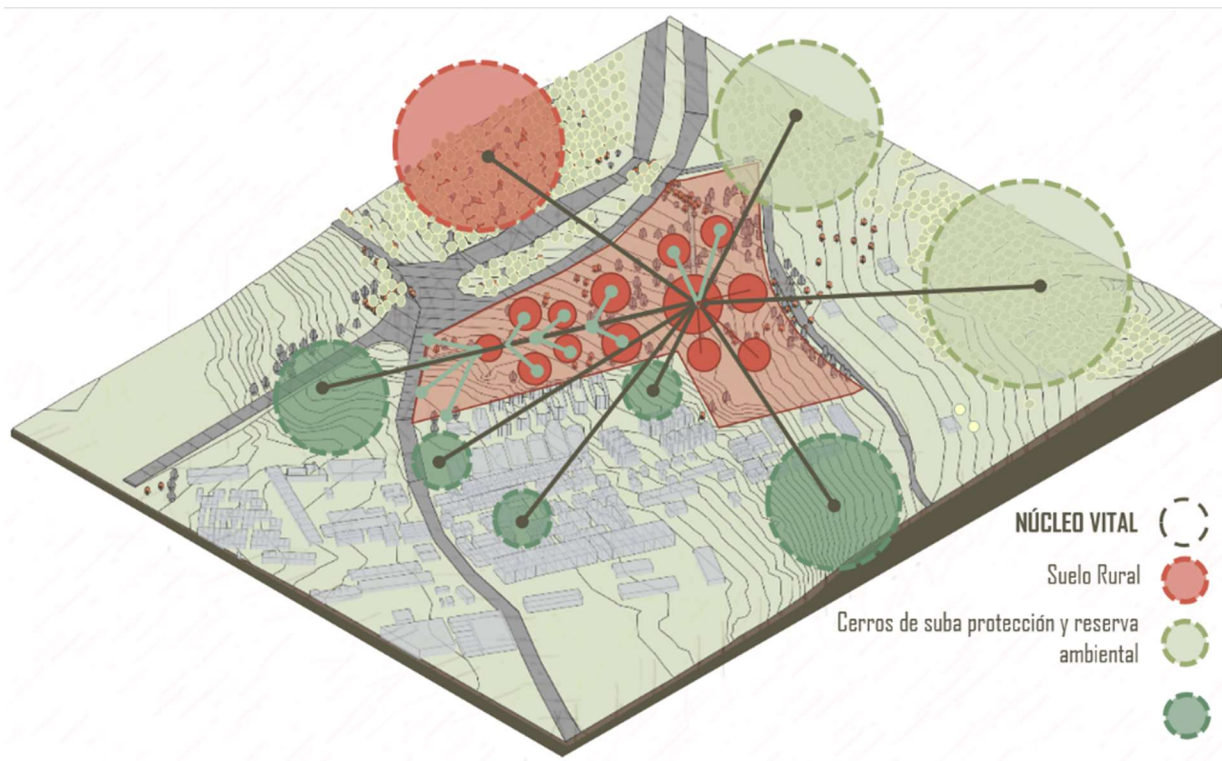 NÚCLEO VITAL
Suelo Rural
Cerros de suba protección y reserva
ambiental